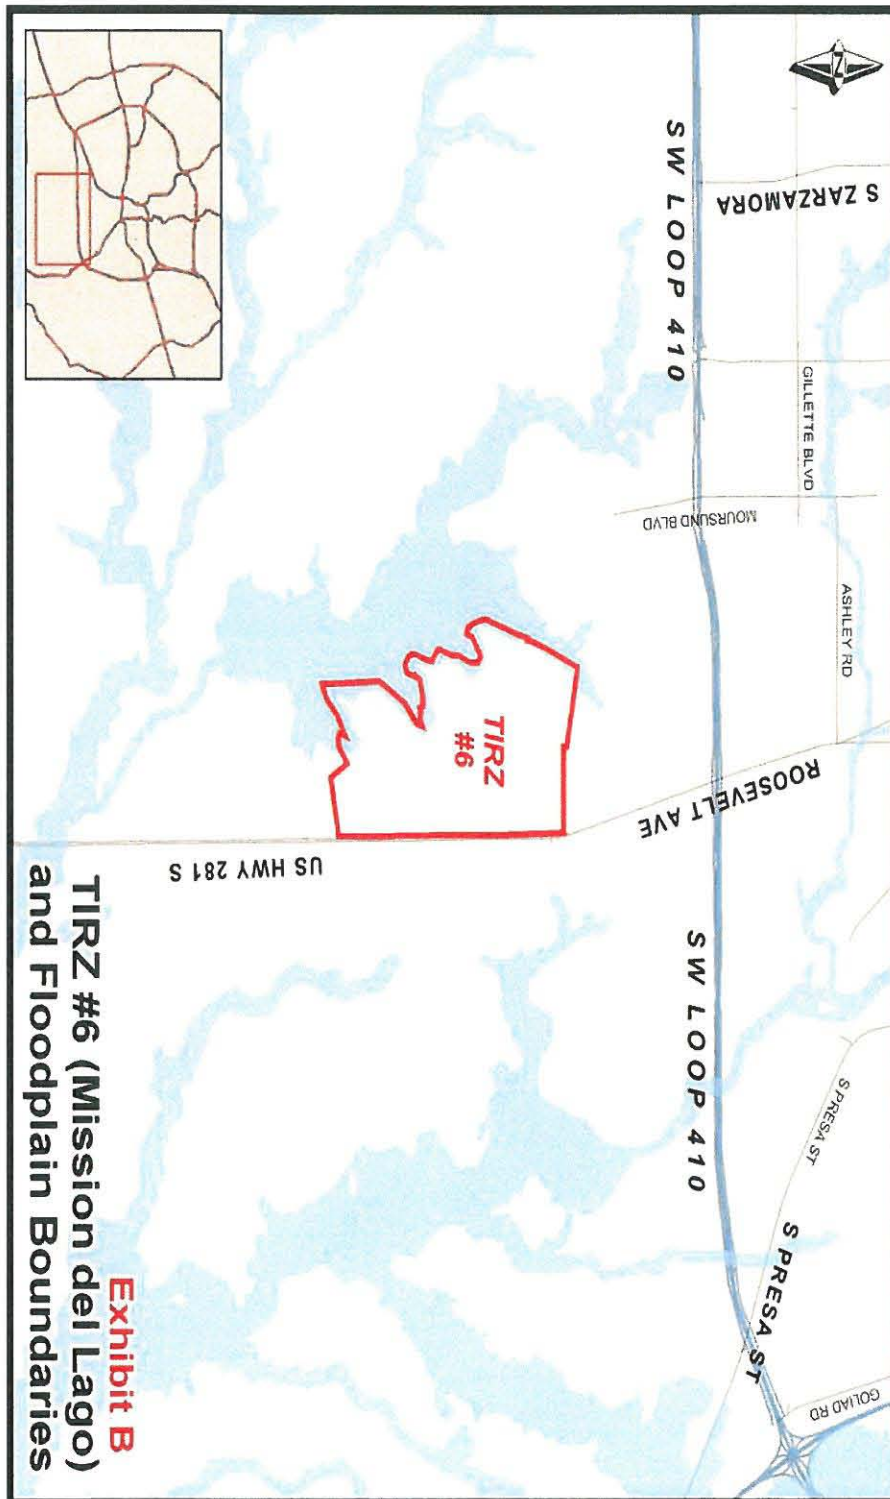 N
S ZARZAMORA
SW LOOP 410
GILLETTE BLVD
MOURSUND BLVD
ASHLEY RD
ROOSEVELT AVE
TIRZ
#6
US HWY 281 S
SW LOOP 410
S PRESA ST
S PRESA ST
GOLIAD RD
Exhibit B
TIRZ #6 (Mission del Lago)
and Floodplain Boundaries